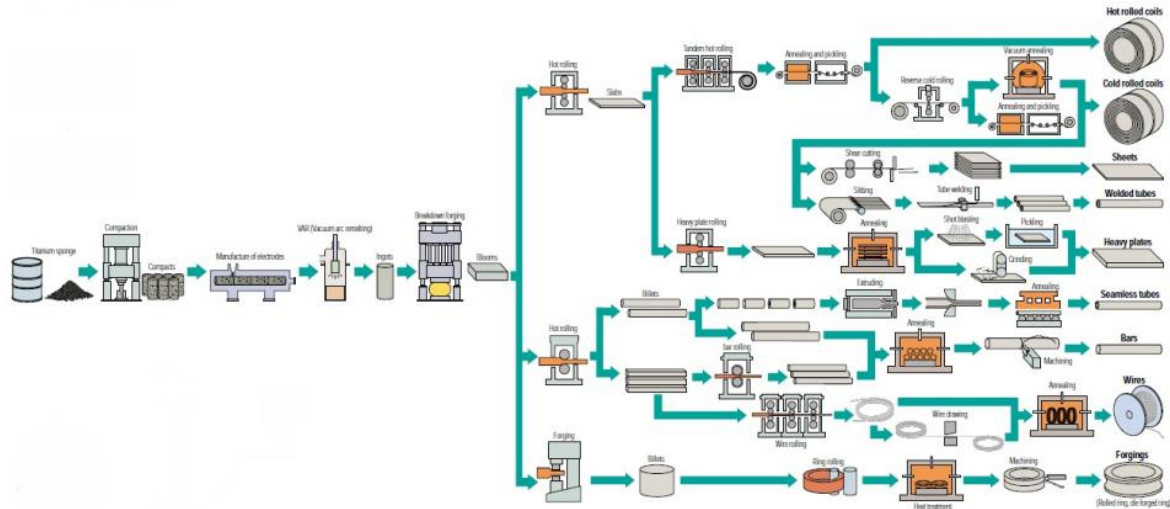 Hot rolled coils
Tandem hot rolling
Annealing and pickling
Vacuum annealing
Hot rolling
Slabs
Reverse cold rolling
Cold rolled coils
Annealing and pickling
Shear cutting
Sheets
Slitting
Tube welding
Welded tubes
Breakdown forging
Heavy plate rolling
Annealing
Shot blasting
Pickling
Compaction
VAR (Vacuum arc remelting)
Heavy plates
Titanium sponge
Compacts
Manufacture of electrodes
Ingots
Blooms
Grinding
Billets
Extruding
Annealing
Seamless tubes
Hot rolling
Annealing
Bars
bar rolling
Machining
Annealing
Wires
Wire drawing
Wire rolling
Forging
Billets
Ring rolling
Machining
Forgings
Heat treatment
(Rolled ring, die forged ring)